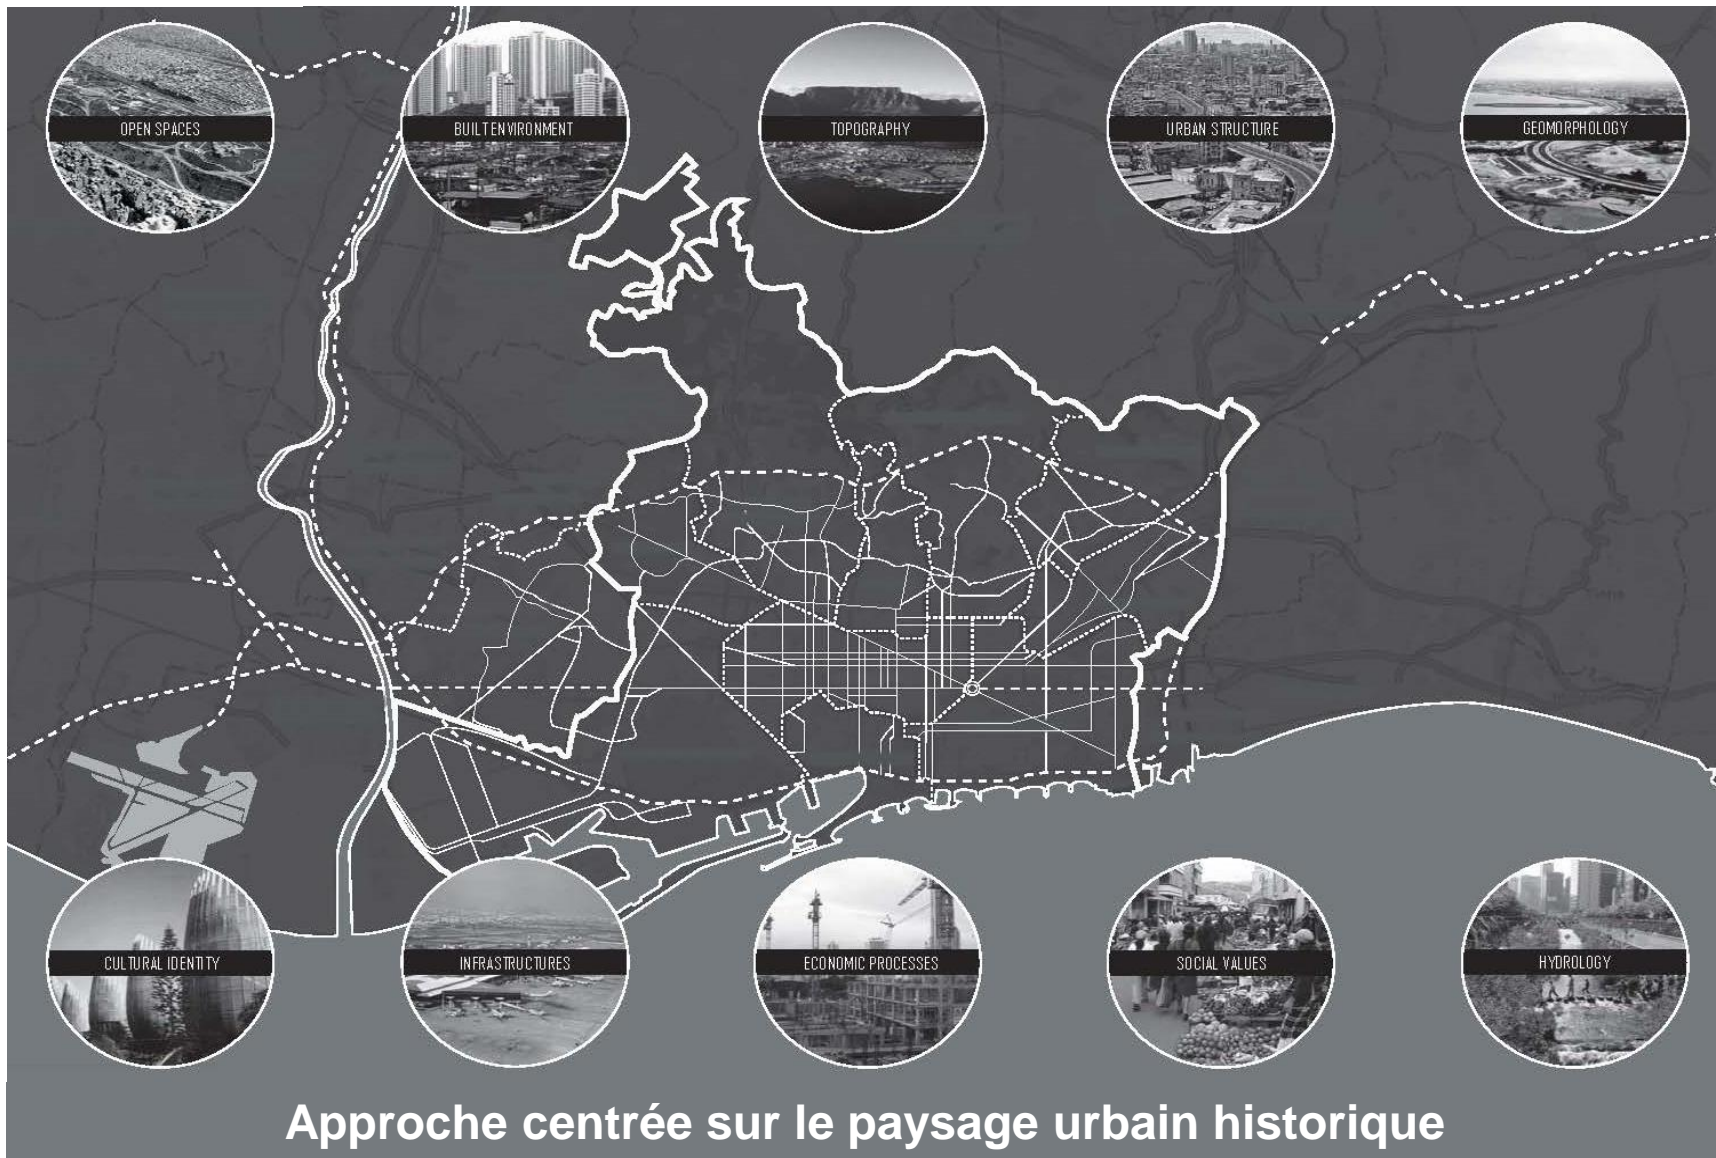 OPEN SPACES
BUILT ENVIRONMENT
TOPOGRAPHY
URBAN STRUCTURE
GEOMORPHOLOGY
CULTURAL IDENTITY
INFRASTRUCTURES
ECONOMIC PROCESSES
SOCIAL VALUES
HYDROLOGY
Approche centrée sur le paysage urbain historique